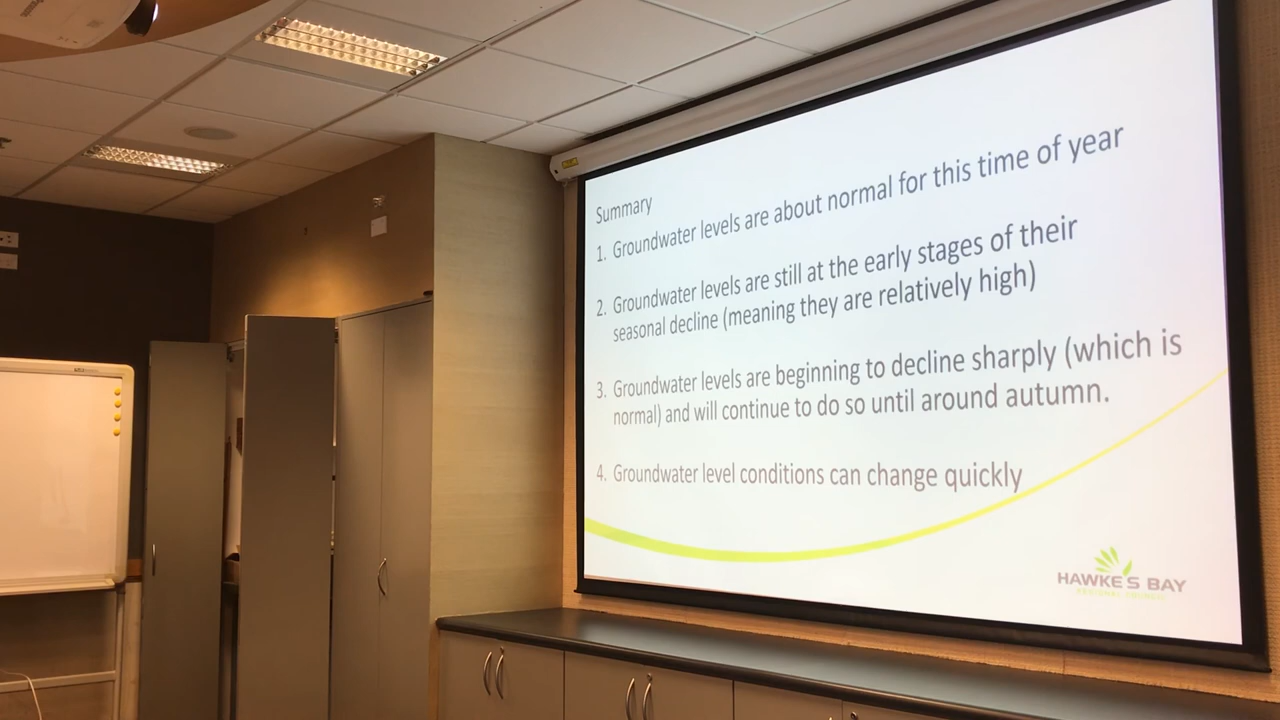 Summary
1. Groundwater levels are about normal for this time of year
2. Groundwater levels are still at the early stages of their
seasonal decline (meaning they are relatively high)
3. Groundwater levels are beginning to decline sharply (which is
normal) and will continue to do so until around autumn.
4. Groundwater level conditions can change quickly
HAWKE S BAY
REGIONAL COUNCIL